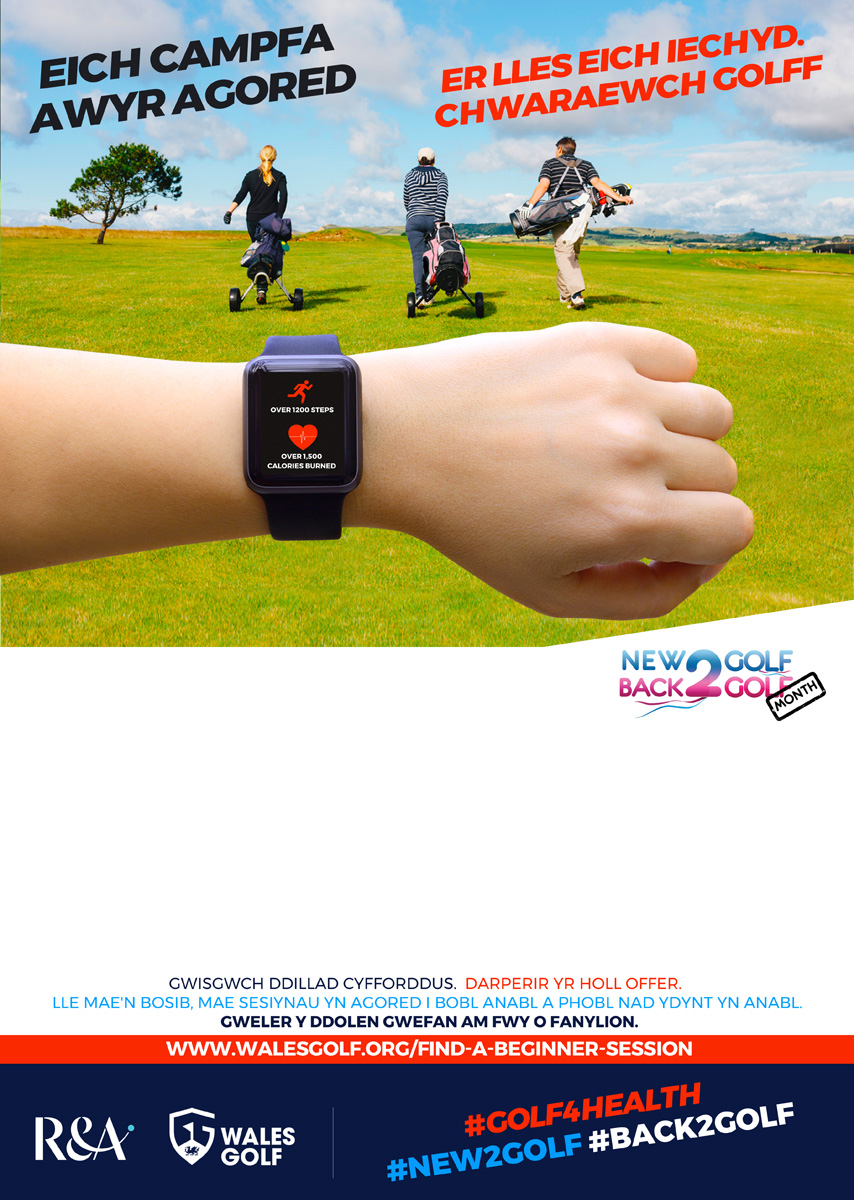 EICH CAMPFA
AWYR AGORED
ER LLES EICH IECHYD.
CHWARAEWCH GOLFF
OVER 1200 STEPS
OVER 1,500
CALORIES BURNED
NEW 2 GOLF
BACK GOLF
MONTH
GWISGWCH DDILLAD CYFFORDDUS. DARPERIR YR HOLL OFFER.
LLE MAE'N BOSIB, MAE SESIYNAU YN AGORED I BOBL ANABL A PHOBL NAD YDYNT YN ANABL.
GWELER Y DDOLEN GWEFAN AM FWY O FANYLION.
WWW.WALESGOLF.ORG/FIND-A-BEGINNER-SESSION
R&A
WALES
GOLF
#GOLF4HEALTH
#NEW2GOLF #BACK2GOLF